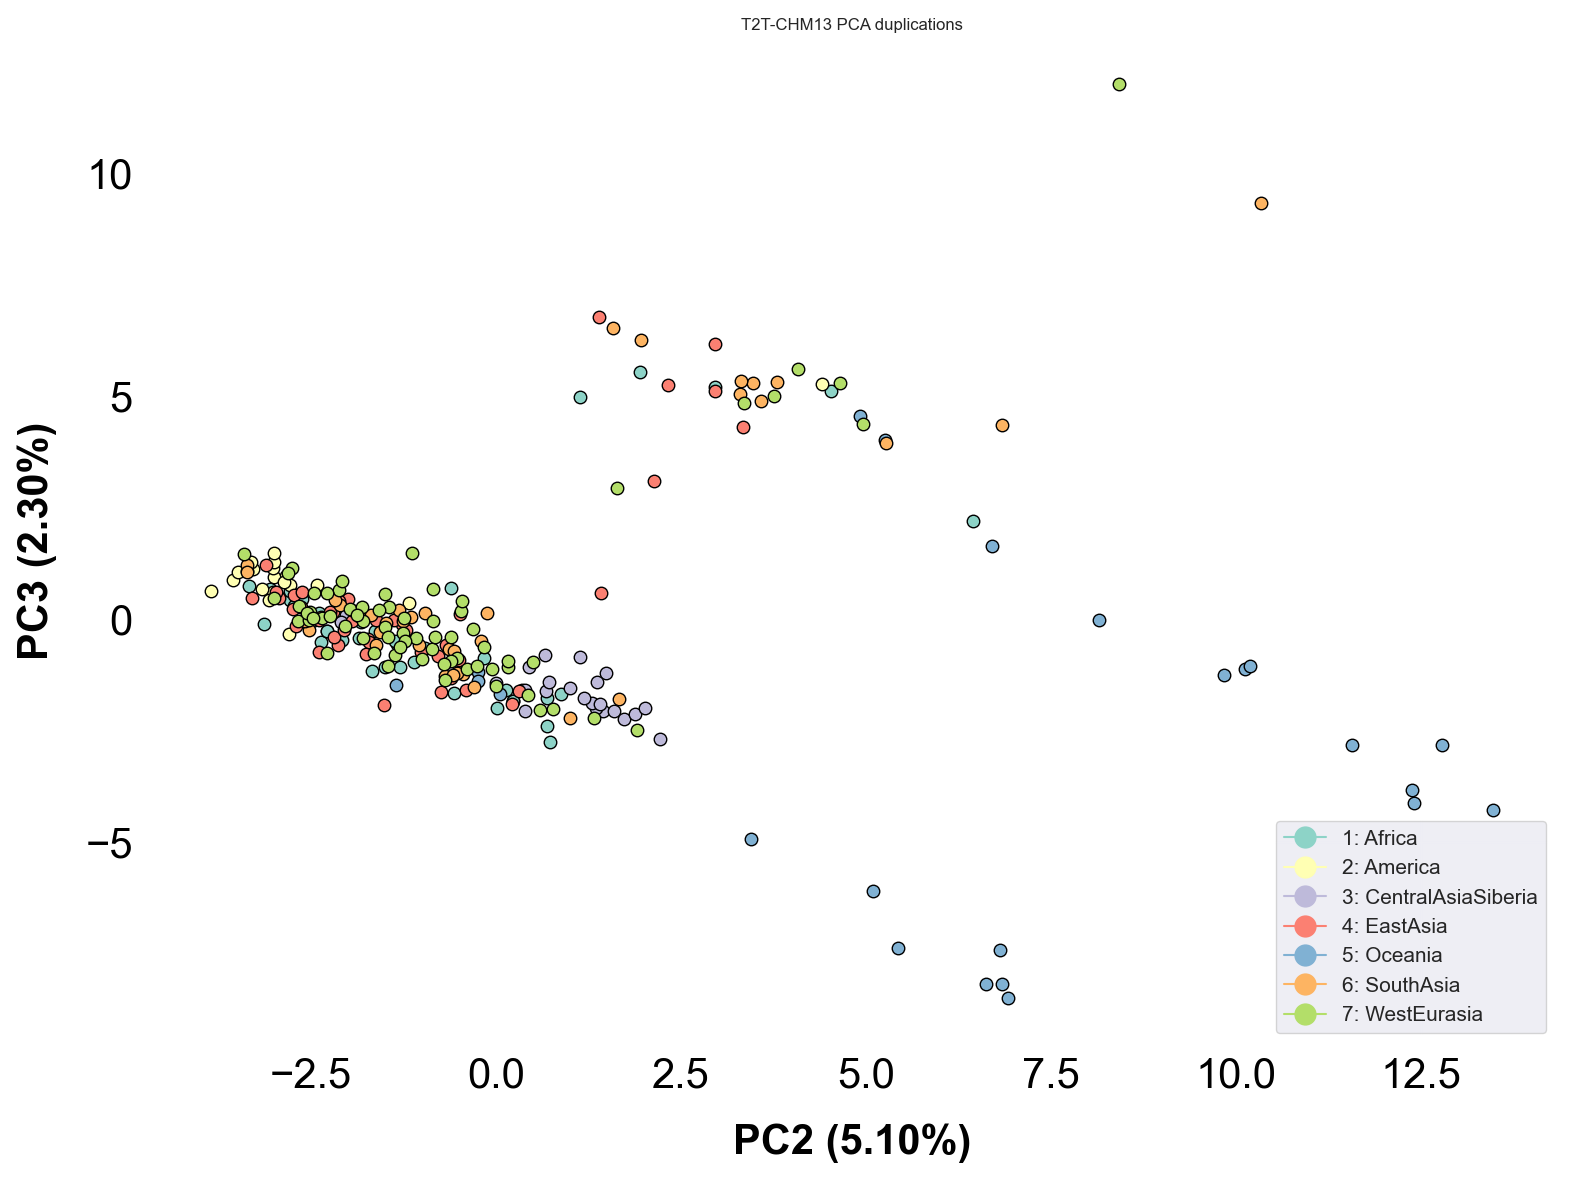 T2T-CHM13 PCA duplications
10
5
0
−5
PC3 (2.30%)
−2.5 0.0 2.5 5.0 7.5 10.0 12.5
PC2 (5.10%)
1: Africa
2: America
3: CentralAsiaSiberia
4: EastAsia
5: Oceania
6: SouthAsia
7: WestEurasia